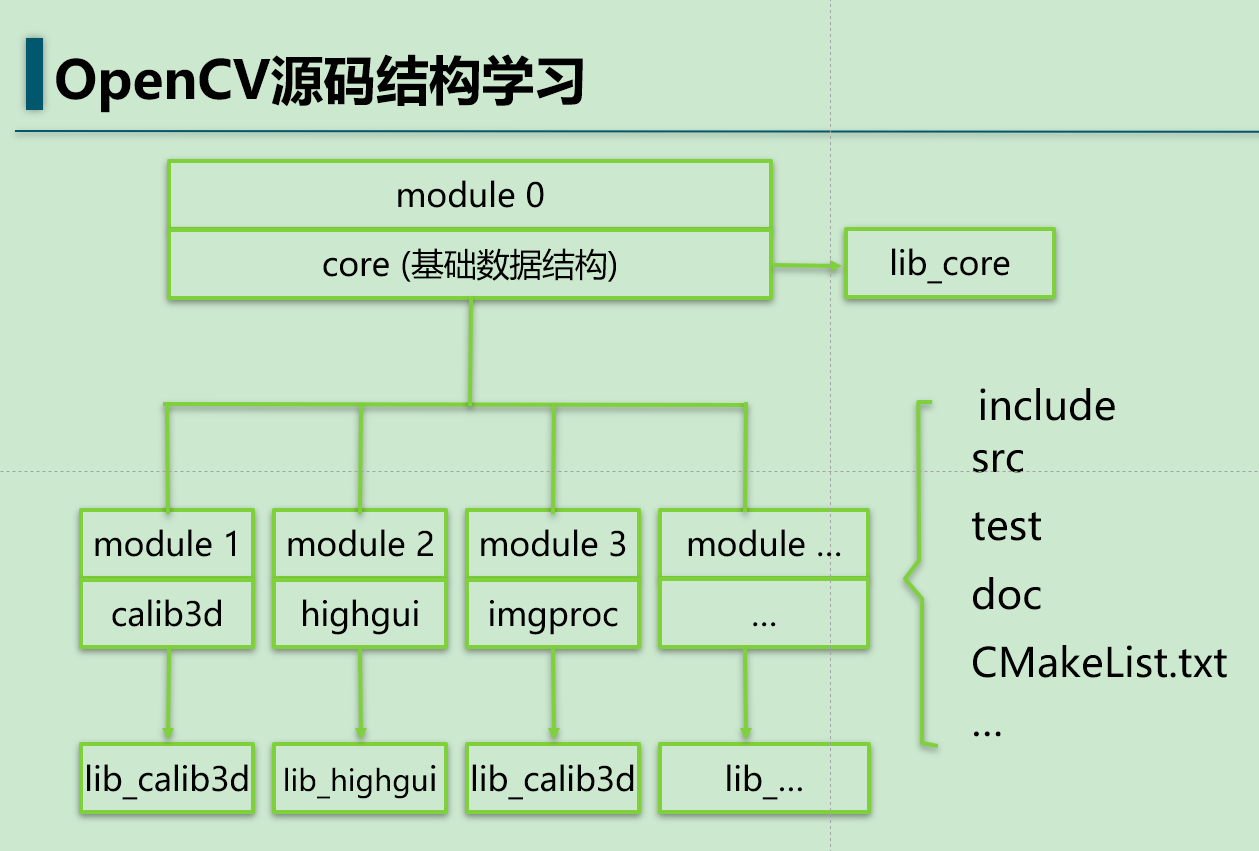 OpenCV源码结构学习
module 0
core (基础数据结构)
lib_core
module 1
module 2
module 3
module ...
calib3d
highgui
imgproc
...
lib_calib3d
lib_highgui
lib_calib3d
lib_...
include
src
test
doc
CMakeList.txt
...